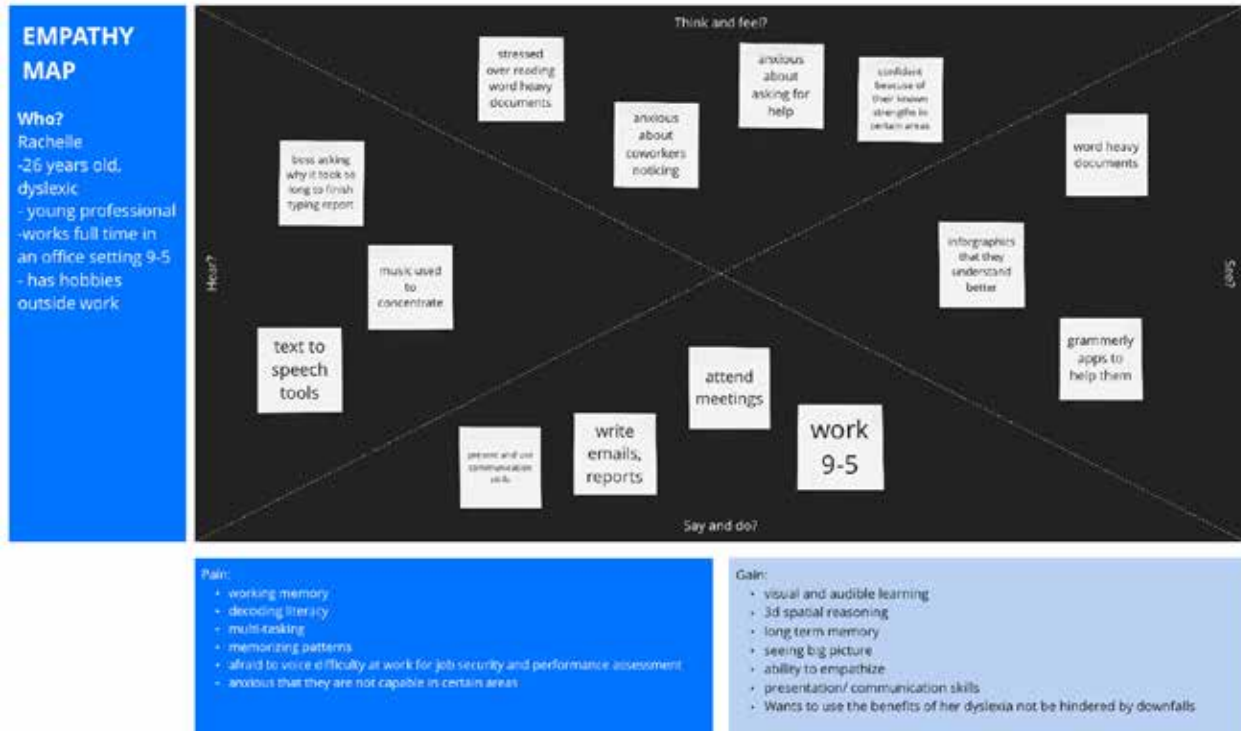 EMPATHY
MAP
Who?
Rachelle
-26 years old,
dyslexic
- young professional
-works full time in
an office setting 9-5
- has hobbies
outside work
Think and feel?
stressed
over reading
word heavy
documents
anxious
about
coworkers
noticing
anxious
about
asking for
help
confident
beacuse of
their known
strengths in
certain areas
Hear?
boss asking
why it took so
long to finish
typing report
music used
to
concentrate
text to
speech
tools
See?
word heavy
documents
inforgraphics
that they
understand
better
grammerly
apps to
help them
attend
meetings
work
9-5
write
emails,
reports
present and use
communication
skills
Say and do?
Pain:
• working memory
• decoding literacy
• multi-tasking
• memorizing patterns
• afraid to voice difficulty at work for job security and performance assessment
• anxious that they are not capable in certain areas
Gain:
• visual and audible learning
• 3d spatial reasoning
• long term memory
• seeing big picture
• ability to empathize
• presentation/ communication skills
• Wants to use the benefits of her dyslexia not be hindered by downfalls